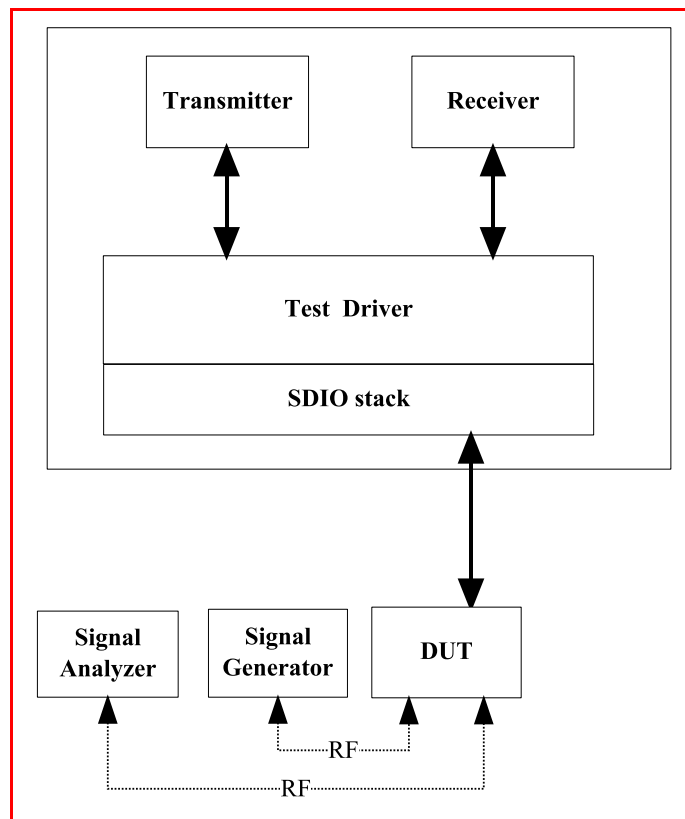 Transmitter
Receiver
Test Driver
SDIO stack
Signal
Analyzer
Signal
Generator
DUT
RF
RF